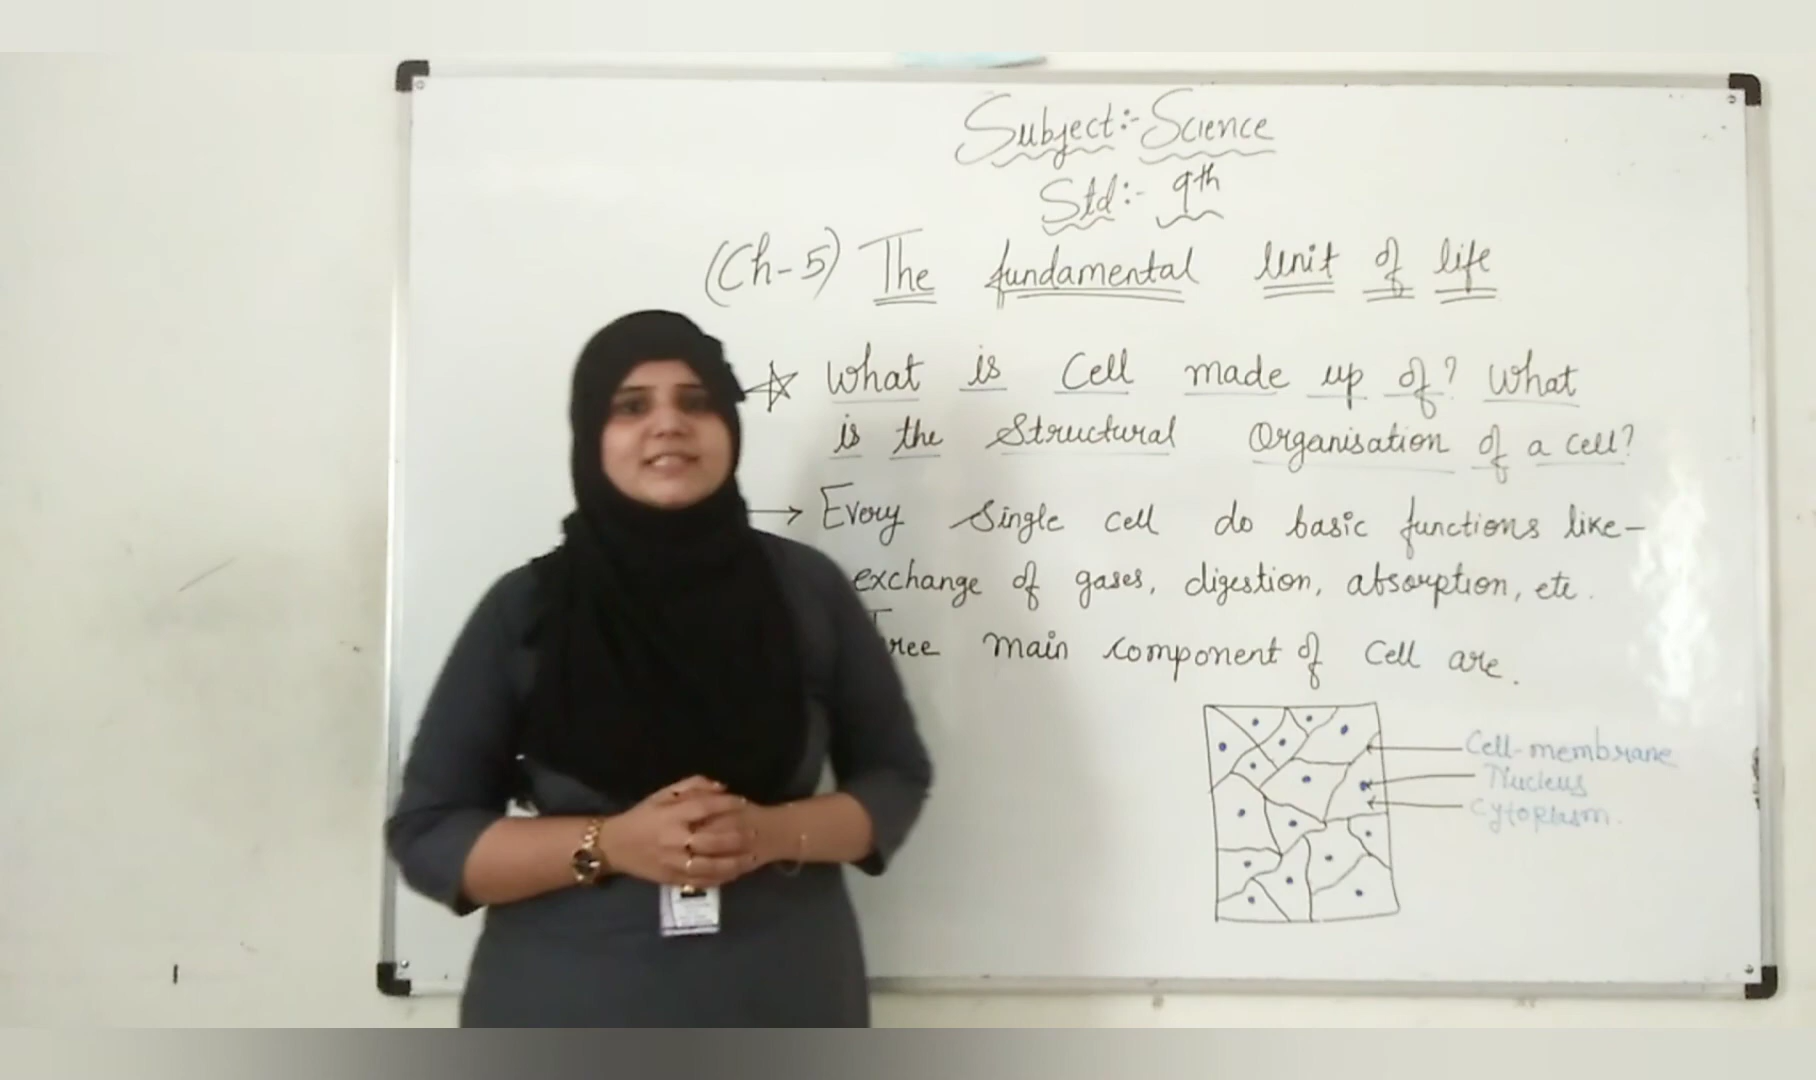 Subject:- Science
Std:- 9th
(Ch-5) The fundamental Unit of life
What is Cell made up of? What
is the Structural Organisation of a cell?
→ Every Single cell do basic functions like-
exchange of gases, digestion, absorption, etc.
main component of Cell are.
Cell-membrane
Nucleus
Cytoplasm.